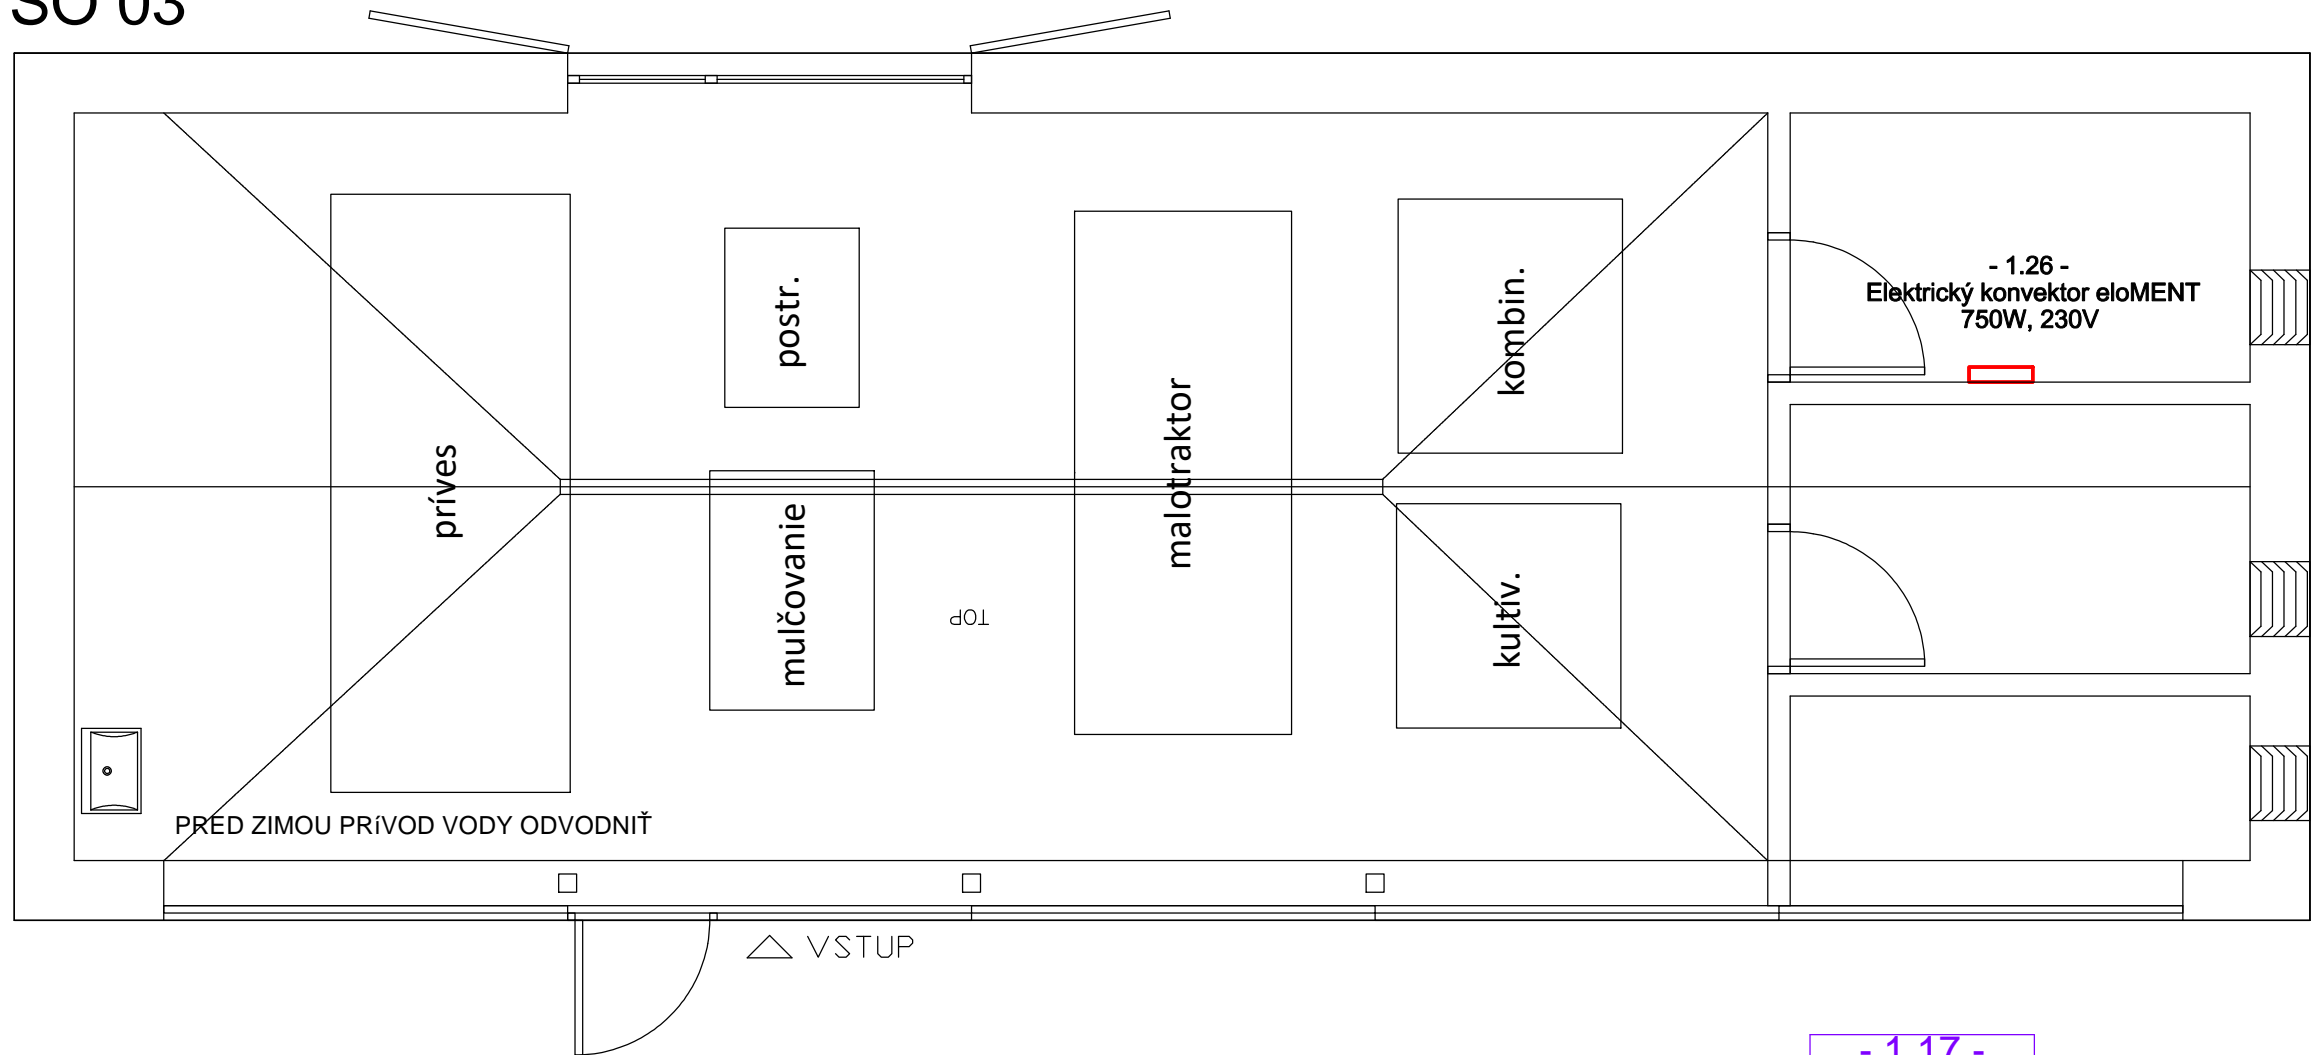 SO 03
- 1.26 -
Elektrický konvektor eloMENT
750W, 230V
postr.
kombin.
malotraktor
príves
mulčovanie
kultiv.
TOP
PRED ZIMOU PRíVOD VODY ODVODNIŤ
VSTUP
- 1.17 -